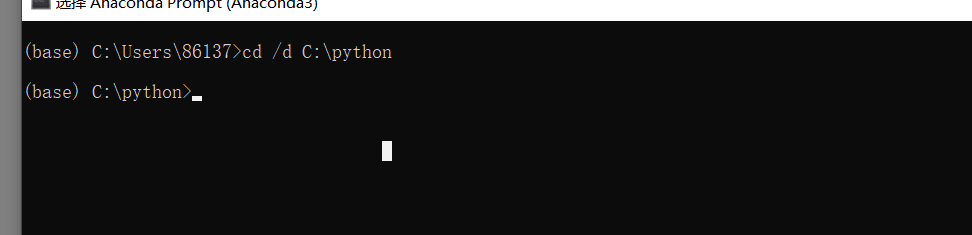 选择 Anaconda Prompt (Anaconda3)
(base) C:\Users\86137>cd /d C:\python
(base) C:\python>